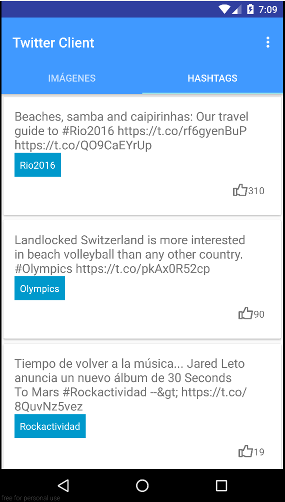 7:09
Twitter Client
IMÁGENES HASHTAGS
Beaches, samba and caipirinhas: Our travel
guide to #Rio2016 https://t.co/rf6gyenBuP
https://t.co/QO9CaEYrUp
Rio2016
310
Landlocked Switzerland is more interested
in beach volleyball than any other country.
#Olympics https://t.co/pkAx0R52cp
Olympics
90
Tiempo de volver a la música... Jared Leto
anuncia un nuevo álbum de 30 Seconds
To Mars #Rockactividad --&gt; https://t.co/
8QuvNz5vez
Rockactividad
19
free for personal use